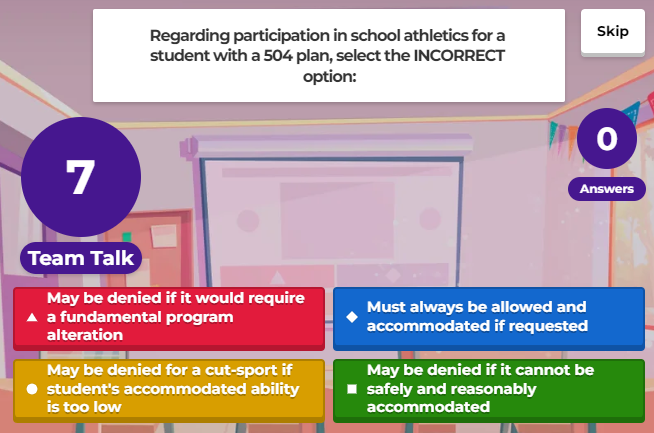 Regarding participation in school athletics for a
student with a 504 plan, select the INCORRECT
option:
Skip
7
Team Talk
0
Answers
May be denied if it would require
a fundamental program
alteration
Must always be allowed and
accommodated if requested
May be denied for a cut-sport if
student's accommodated ability
is too low
May be denied if it cannot be
safely and reasonably
accommodated